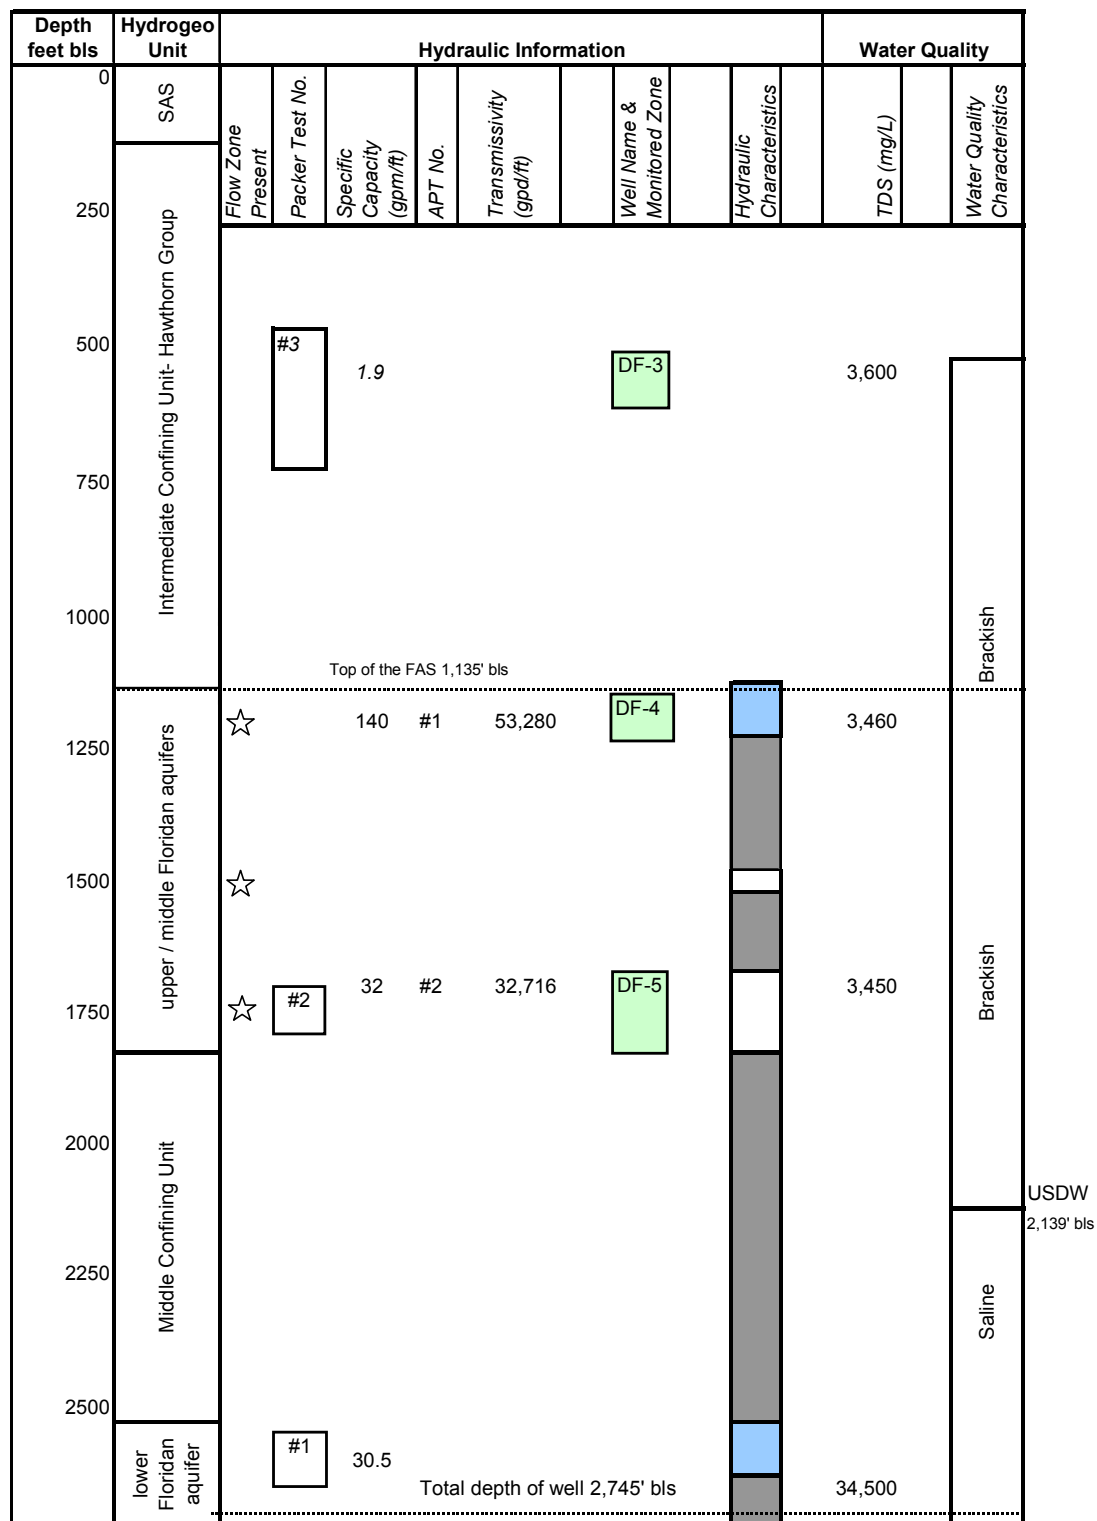 Depth
feet bls
Hydrogeo
Unit
Hydraulic Information
Water Quality
0
SAS
Flow Zone
Present
Packer Test No.
Specific
Capacity
(gpm/ft)
APT No.
Transmissivity
(gpd/ft)
Well Name &
Monitored Zone
Hydraulic
Characteristics
TDS (mg/L)
Water Quality
Characteristics
250
Intermediate Confining Unit- Hawthorn Group
500
#3
1.9
DF-3
3,600
750
1000
Brackish
Top of the FAS 1,135' bls
upper / middle Floridan aquifers
140
#1
53,280
DF-4
3,460
1250
1500
1750
#2
32
#2
32,716
DF-5
3,450
Brackish
2000
Middle Confining Unit
USDW
2,139' bls
2250
Saline
2500
lower
Floridan
aquifer
#1
30.5
Total depth of well 2,745' bls
34,500